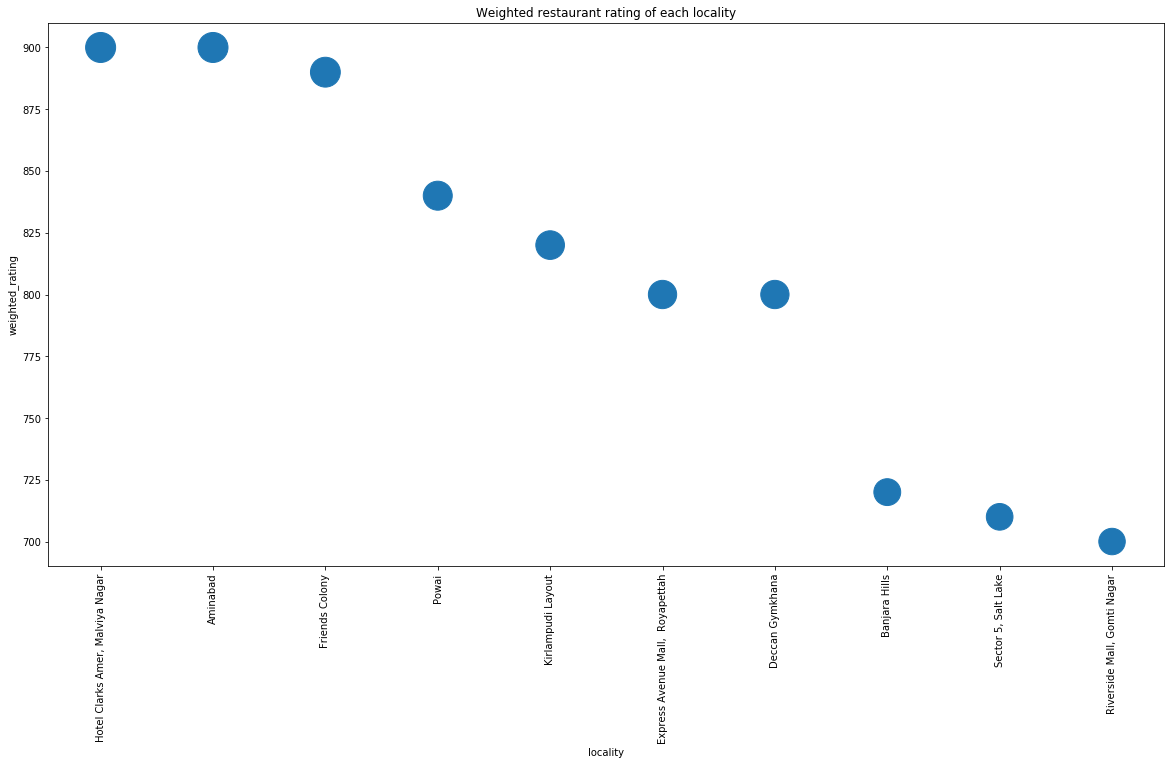 Weighted restaurant rating of each locality
900
875
850
825
800
775
750
725
700
weighted_rating
Hotel Clarks Amer, Malviya Nagar
Aminabad
Friends Colony
Powai
Kirlampudi Layout
Express Avenue Mall,  Royapettah
Deccan Gymkhana
Banjara Hills
Sector 5, Salt Lake
Riverside Mall, Gomti Nagar
locality